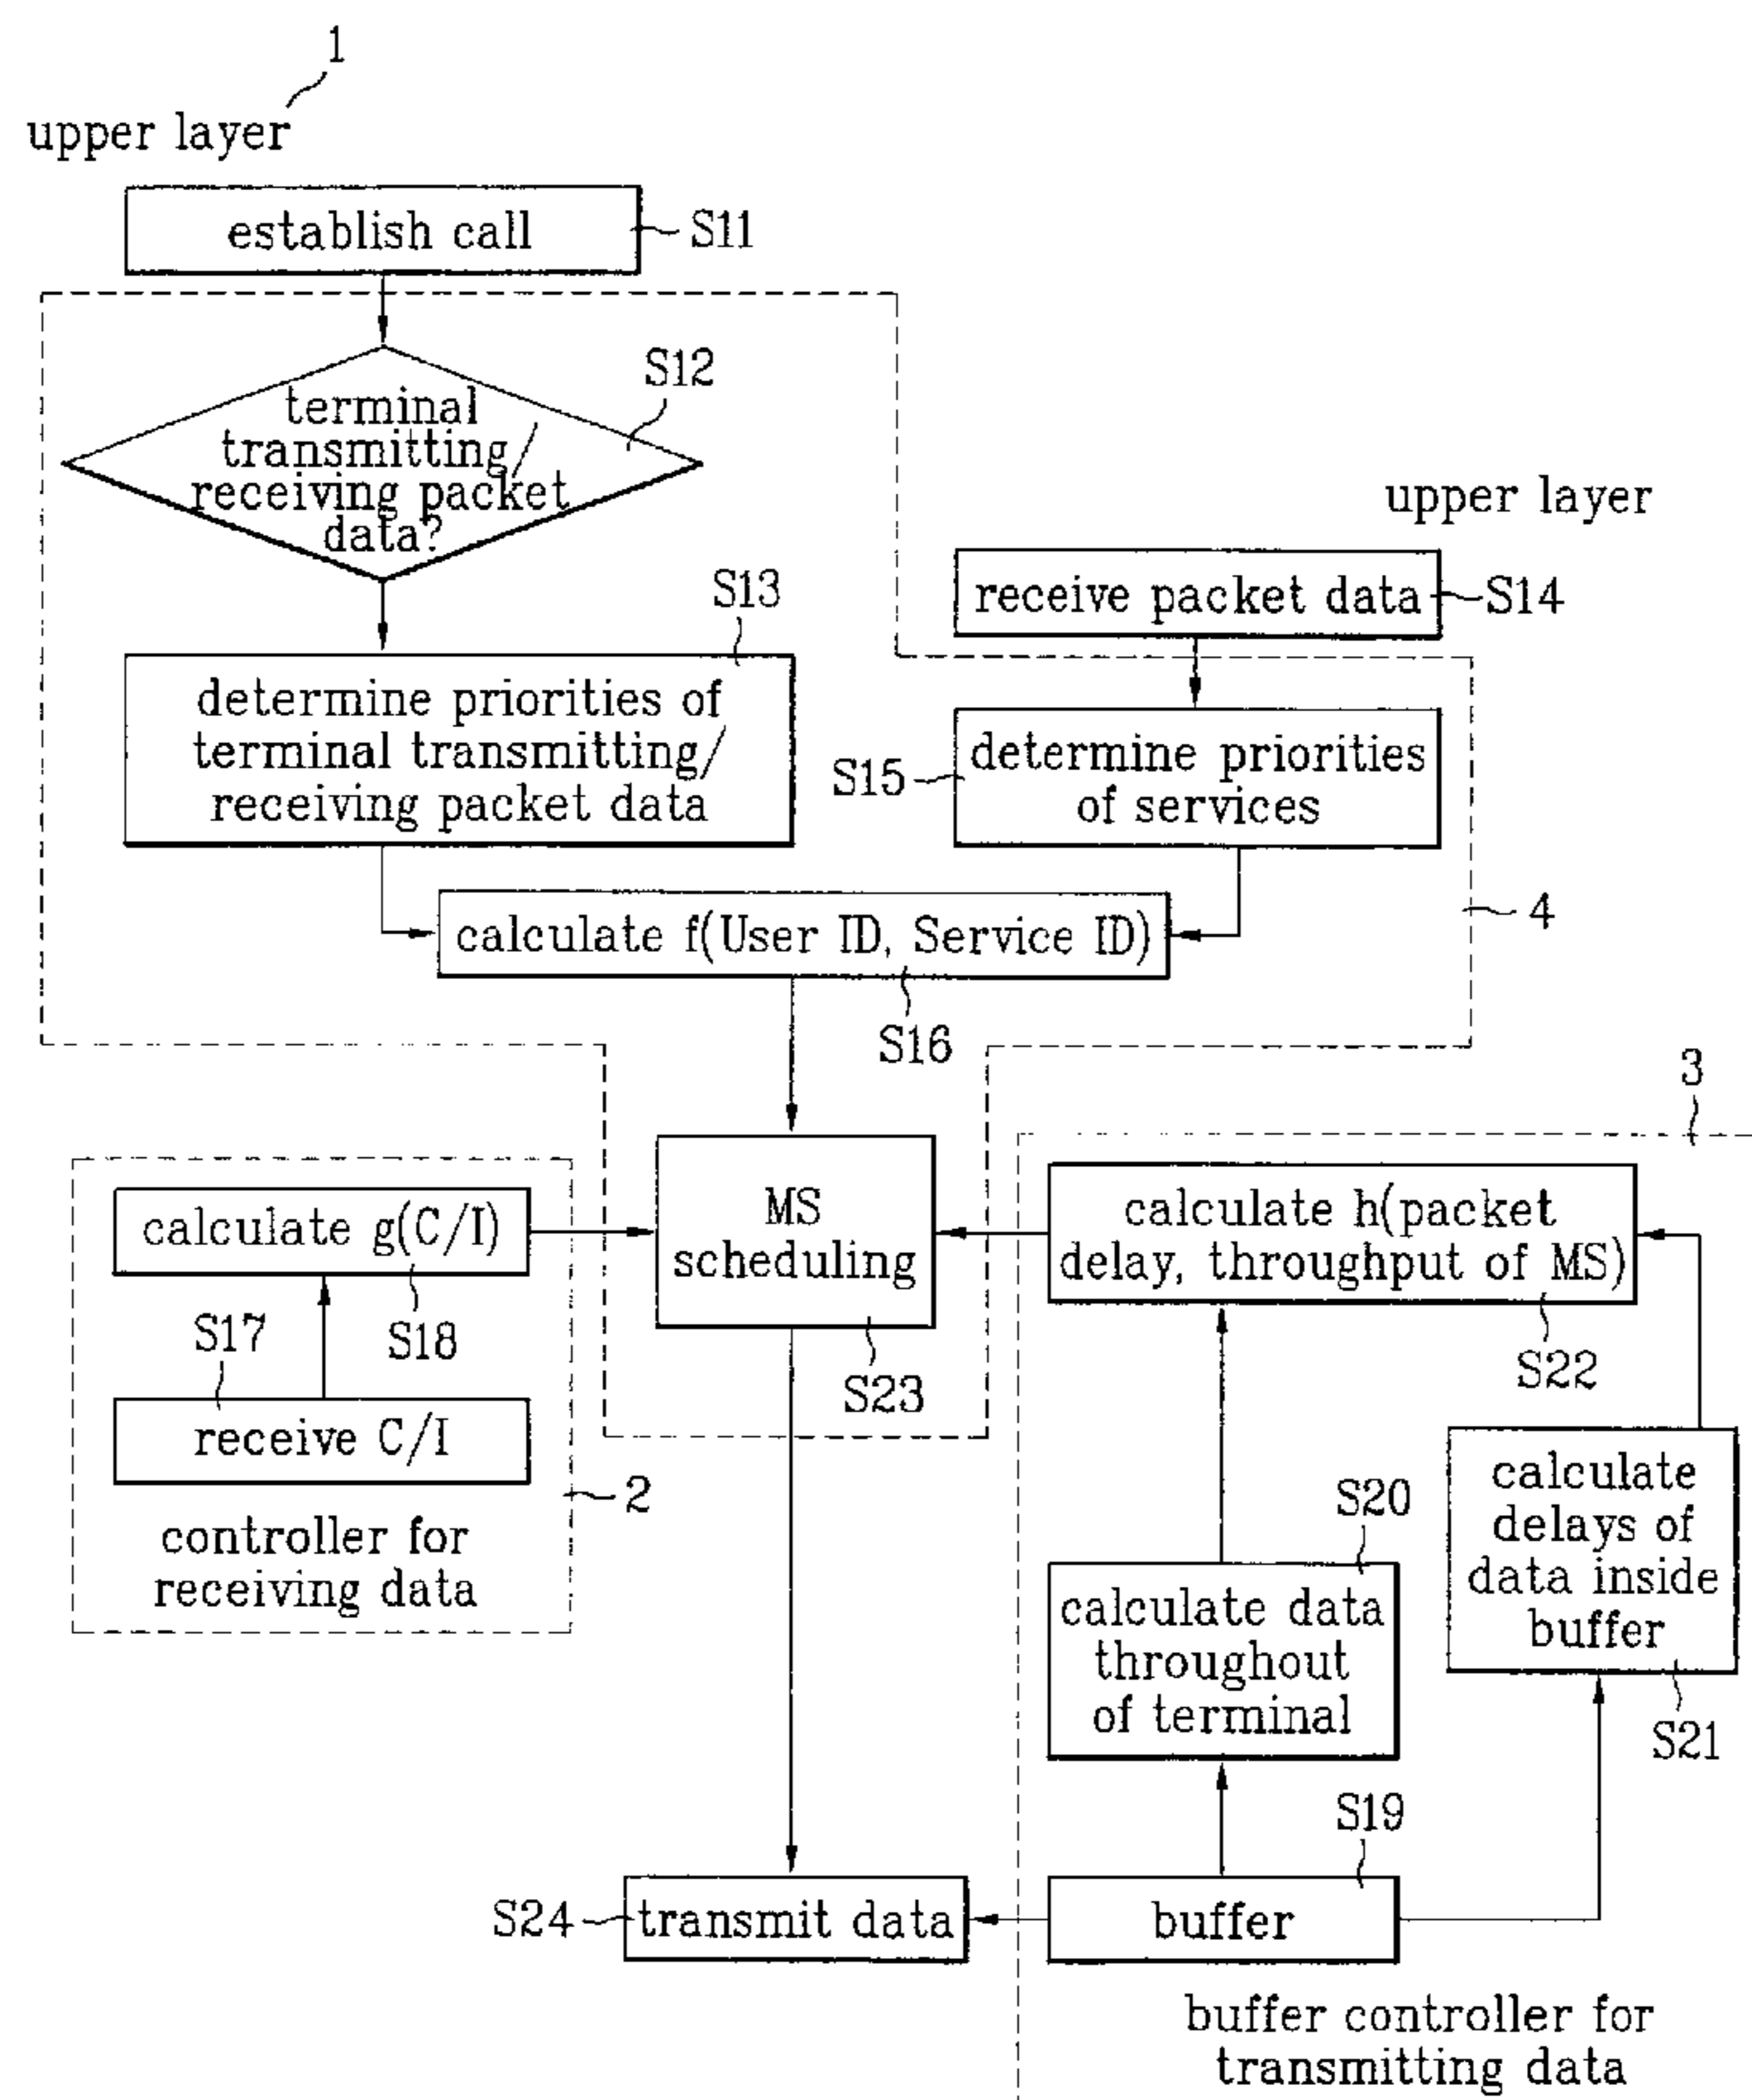 1
upper layer
establish call
S11
S12
terminal
transmitting/
receiving packet
data?
upper layer
receive packet data
S14
S13
determine priorities of
terminal transmitting/
receiving packet data
S15
determine priorities
of services
4
calculate f(User ID, Service ID)
S16
3
calculate g(C/I)
S17
S18
receive C/I
2
controller for
receiving data
MS
scheduling
S23
calculate h(packet
delay, throughput of MS)
S22
S20
calculate data
throughout
of terminal
calculate
delays of
data inside
buffer
S21
S19
S24
transmit data
buffer
buffer controller for
transmitting data